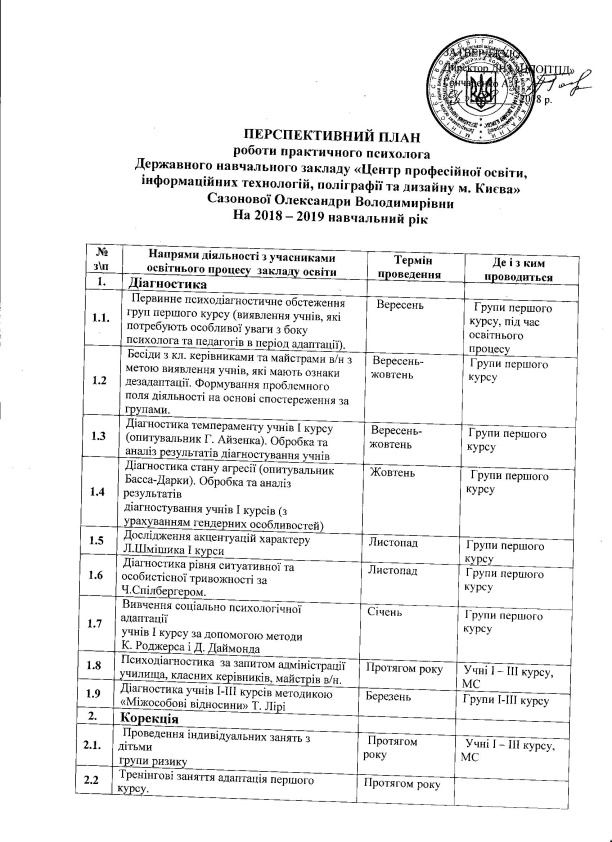 ЗАТВЕРДЖУЮ
Директор
2018 р.
ПЕРСПЕКТИВНИЙ ПЛАН
роботи практичного психолога
Державного навчального закладу «Центр професійної освіти,
інформаційних технологій, поліграфії та дизайну м. Києва»
Сазонової Олександри Володимирівни
На 2018 – 2019 навчальний рік
№ з\п Напрями діяльності з учасниками освітнього процесу закладу освіти Термін проведення Де і з ким проводиться
1. Діагностика
1.1. Первинне психодіагностичне обстеження Вересень Групи першого
груп першого курсу (виявлення учнів, які курсу, під час
потребують особливої уваги з боку освітнього
психолога та педагогів в період адаптації). процесу
1.2 Бесіди з кл. керівниками та майстрами в/н з Вересень- Групи першого
метою виявлення учнів, які мають ознаки жовтень курсу
дезадаптації. Формування проблемного
поля діяльності на основі спостереження за
групами.
1.3 Діагностика темпераменту учнів І курсу Вересень- Групи першого
(опитувальник Г. Айзенка). Обробка та жовтень курсу
аналіз результатів діагностування учнів
1.4 Діагностика стану агресії (опитувальник Жовтень Групи першого
Басса-Дарки). Обробка та аналіз курсу
результатів
діагностування учнів І курсів (з
урахуванням гендерних особливостей)
1.5 Дослідження акцентуацій характеру Листопад Групи першого
Л.Шмішика І курси курсу
1.6 Діагностика рівня ситуативної та Листопад Групи першого
особистісної тривожності за курсу
Ч.Спілбергером.
1.7 Вивчення соціально психологічної Січень Групи першого
адаптації курсу
учнів І курсу за допомогою методи
К. Роджерса і Д. Даймонда
1.8 Психодіагностика за запитом адміністрації Протягом року Учні І – ІІІ курсу,
училища, класних керівників, майстрів в/н. МС
1.9 Діагностика учнів І-ІІІ курсів методикою Березень Групи І-ІІІ курсу
«Міжособові відносини» Т. Лірі
2. Корекція
2.1. Проведення індивідуальних занять з Протягом Учні І – ІІІ курсу,
дітьми року МС
групи ризику
2.2 Тренінгові заняття адаптація першого Протягом року
курсу.